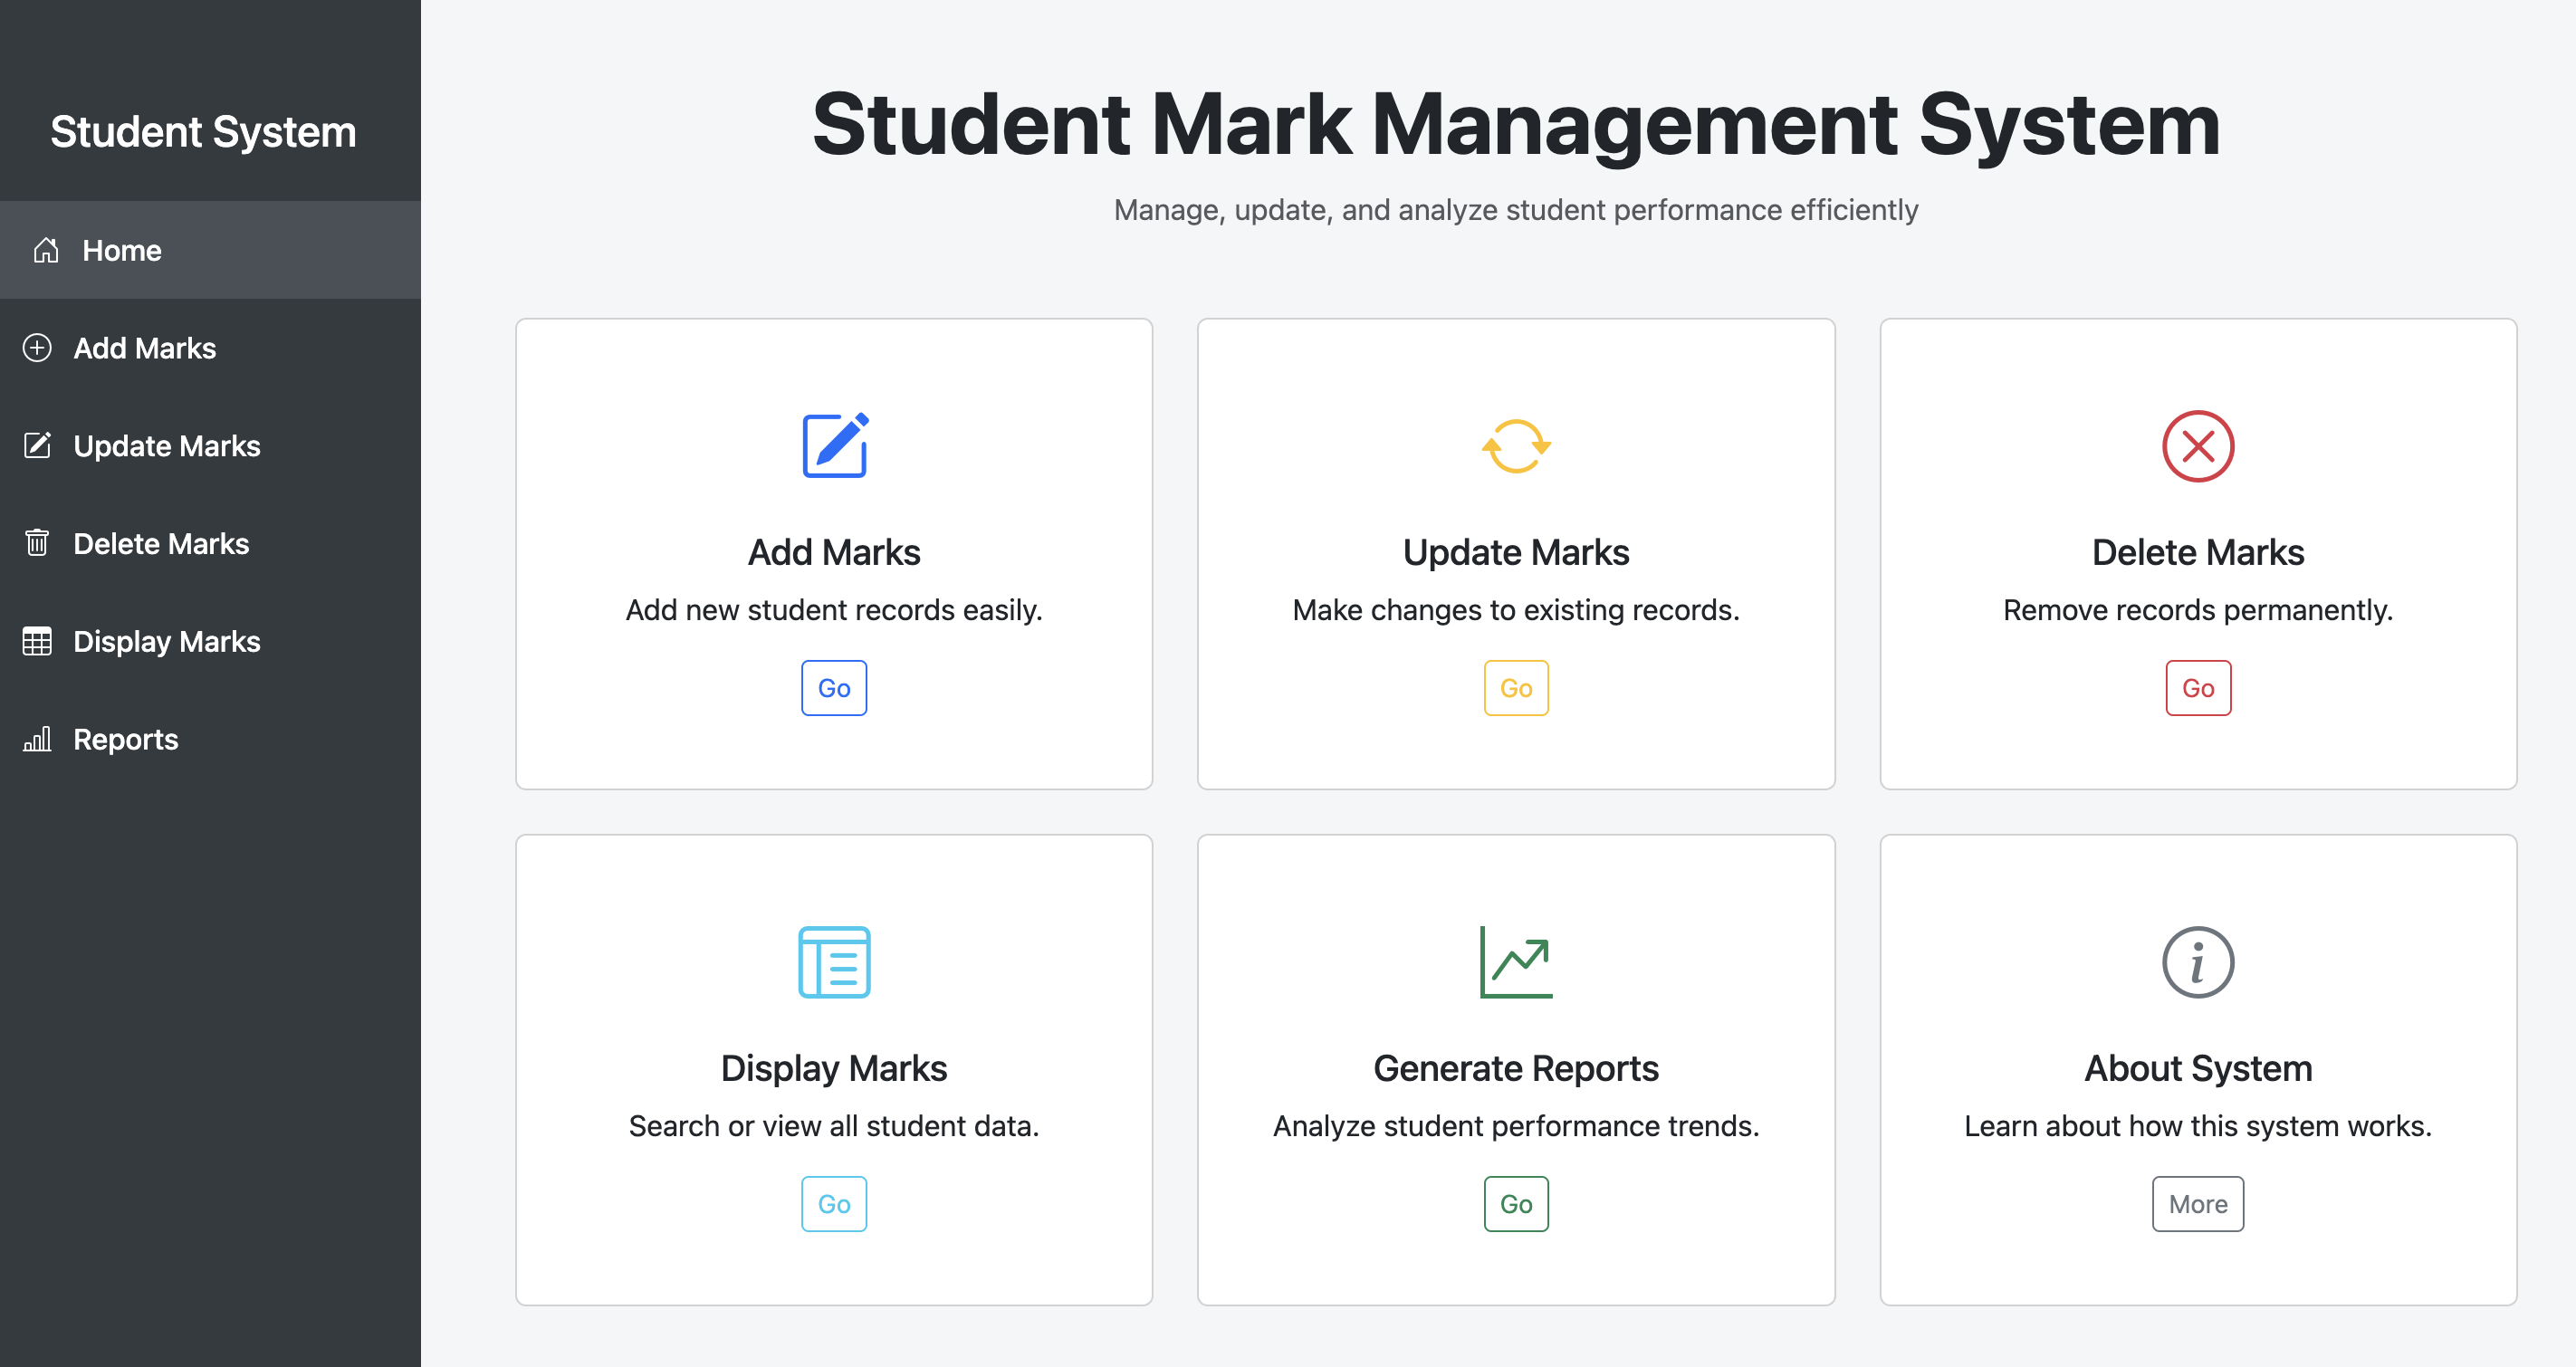 Student System
Home
Add Marks
Update Marks
Delete Marks
Display Marks
Reports
Student Mark Management System
Manage, update, and analyze student performance efficiently
Add Marks
Add new student records easily.
Go
Update Marks
Make changes to existing records.
Go
Delete Marks
Remove records permanently.
Go
Display Marks
Search or view all student data.
Go
Generate Reports
Analyze student performance trends.
Go
About System
Learn about how this system works.
More